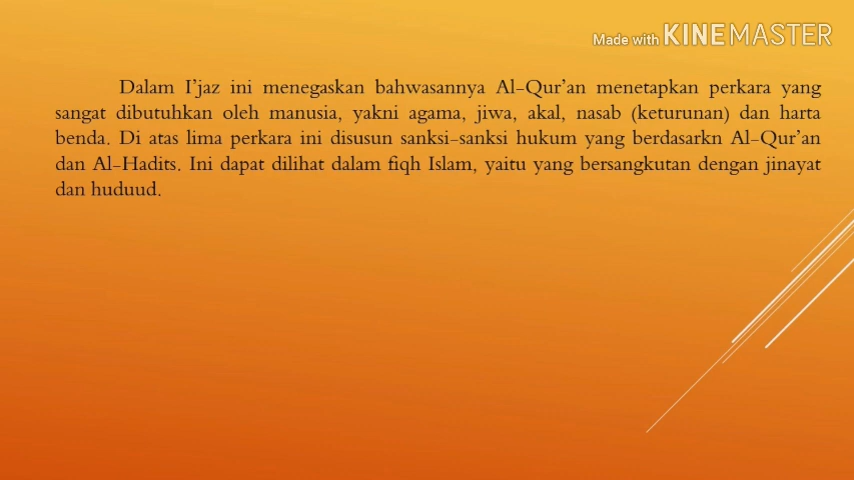 Made with KINEMASTER
Dalam I'jaz ini menegaskan bahwasannya Al-Qur'an menetapkan perkara yang
sangat dibutuhkan oleh manusia, yakni agama, jiwa, akal, nasab (keturunan) dan harta
benda. Di atas lima perkara ini disusun sanksi-sanksi hukum yang berdasarkn Al-Qur'an
dan Al-Hadits. Ini dapat dilihat dalam fiqh Islam, yaitu yang bersangkutan dengan jinayat
dan huduud.